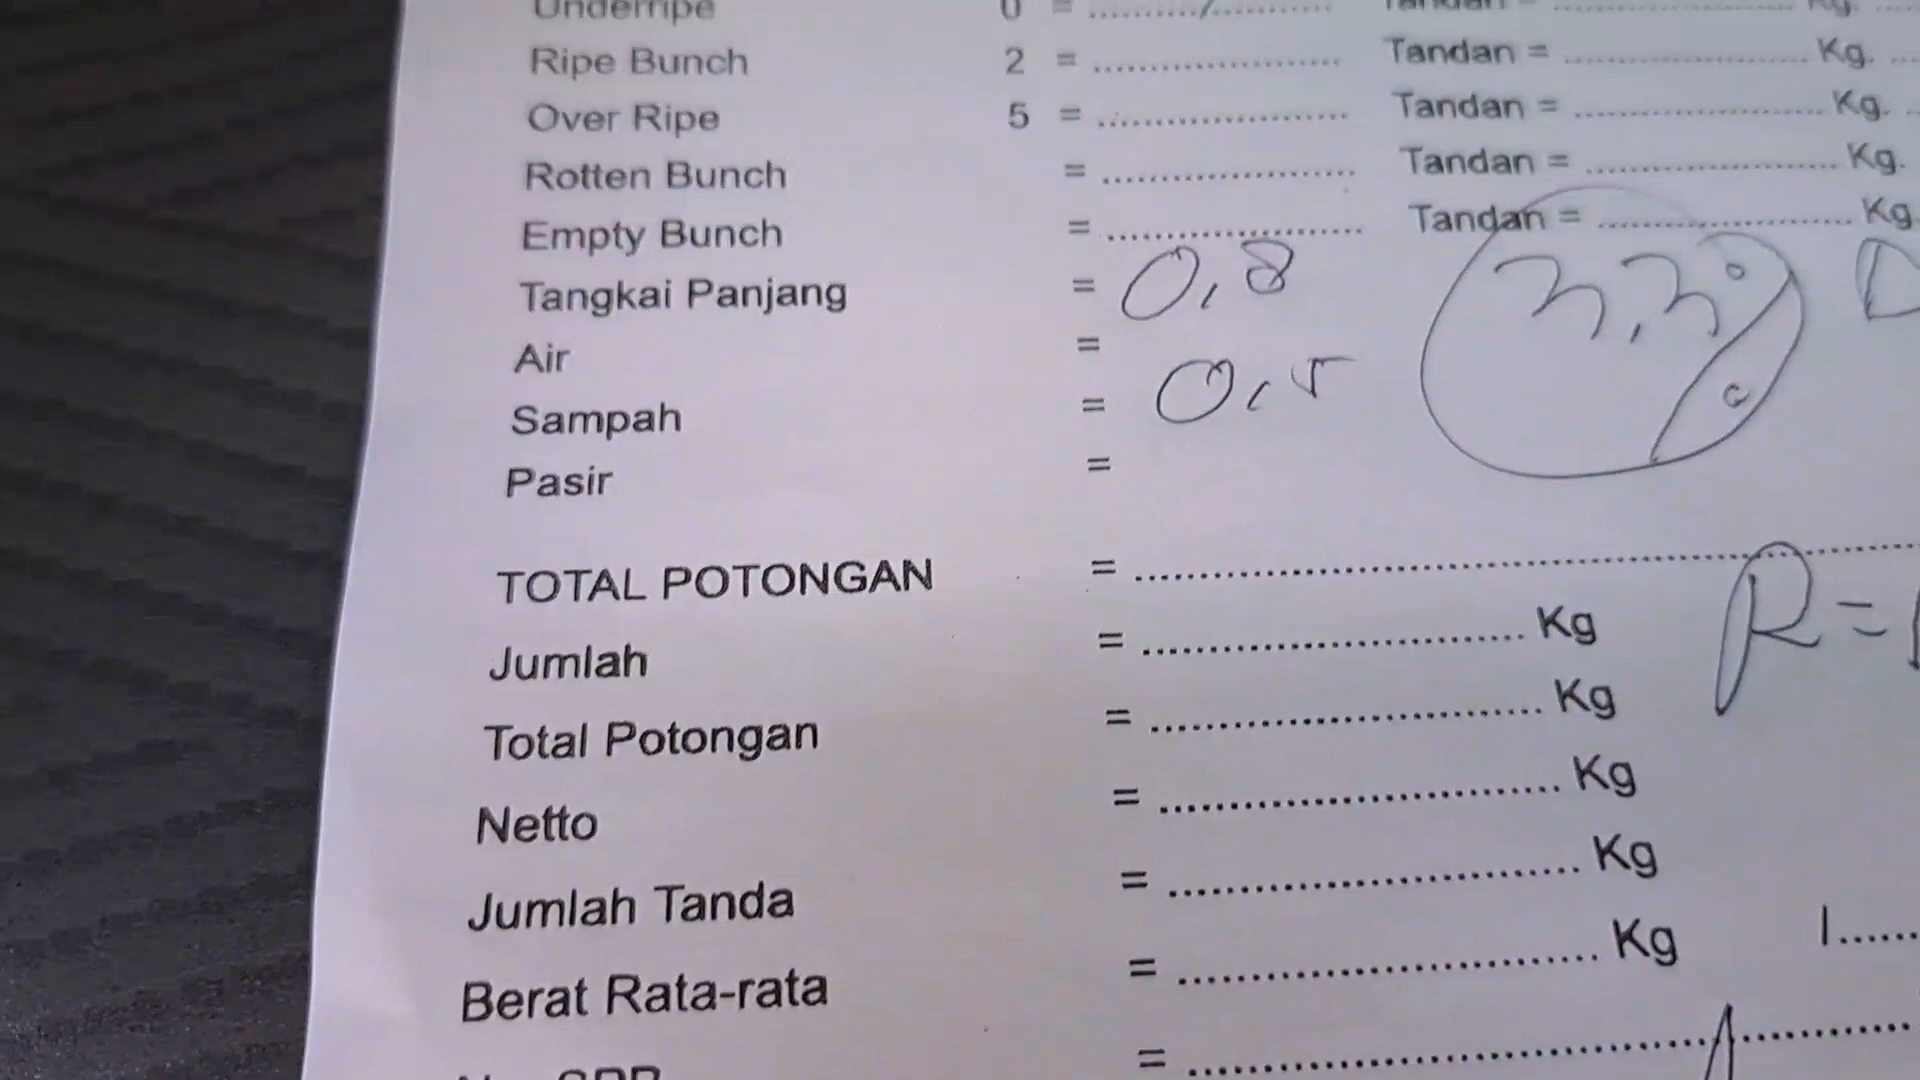 Underripe 0 = ..................... Tandan = ..................... Kg.
Ripe Bunch 2 = ..................... Tandan = ..................... Kg.
Over Ripe 5 = ..................... Tandan = ..................... Kg.
Rotten Bunch = ..................... Tandan = ..................... Kg.
Empty Bunch = ..................... Tandan = ..................... Kg.
Tangkai Panjang = 0,8 3,3
Air =
Sampah = 0,5
Pasir =
TOTAL POTONGAN = .....................
Jumlah = ..................... Kg
Total Potongan = ..................... Kg
Netto = ..................... Kg
Jumlah Tanda = ..................... Kg
Berat Rata-rata = ..................... Kg
R =